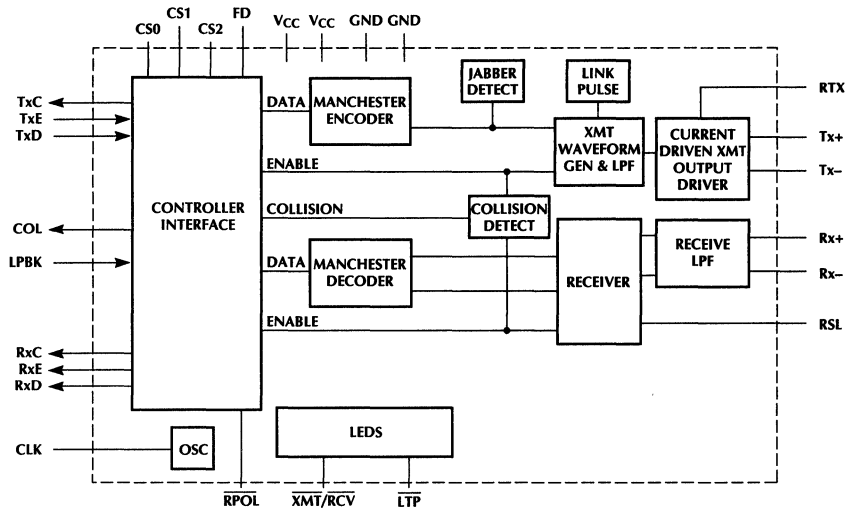 CS0
CS1
CS2
FD
VCC
VCC
GND
GND
TxC
TxE
TxD
COL
LPBK
RxC
RxE
RxD
CLK
CONTROLLER
INTERFACE
DATA
MANCHESTER
ENCODER
JABBER
DETECT
LINK
PULSE
XMT
WAVEFORM
GEN & LPF
CURRENT
DRIVEN XMT
OUTPUT
DRIVER
RTX
Tx+
Tx–
ENABLE
COLLISION
COLLISION
DETECT
DATA
MANCHESTER
DECODER
RECEIVER
RECEIVE
LPF
Rx+
Rx–
RSL
ENABLE
OSC
LEDS
RPOL
XMT/RCV
LTP